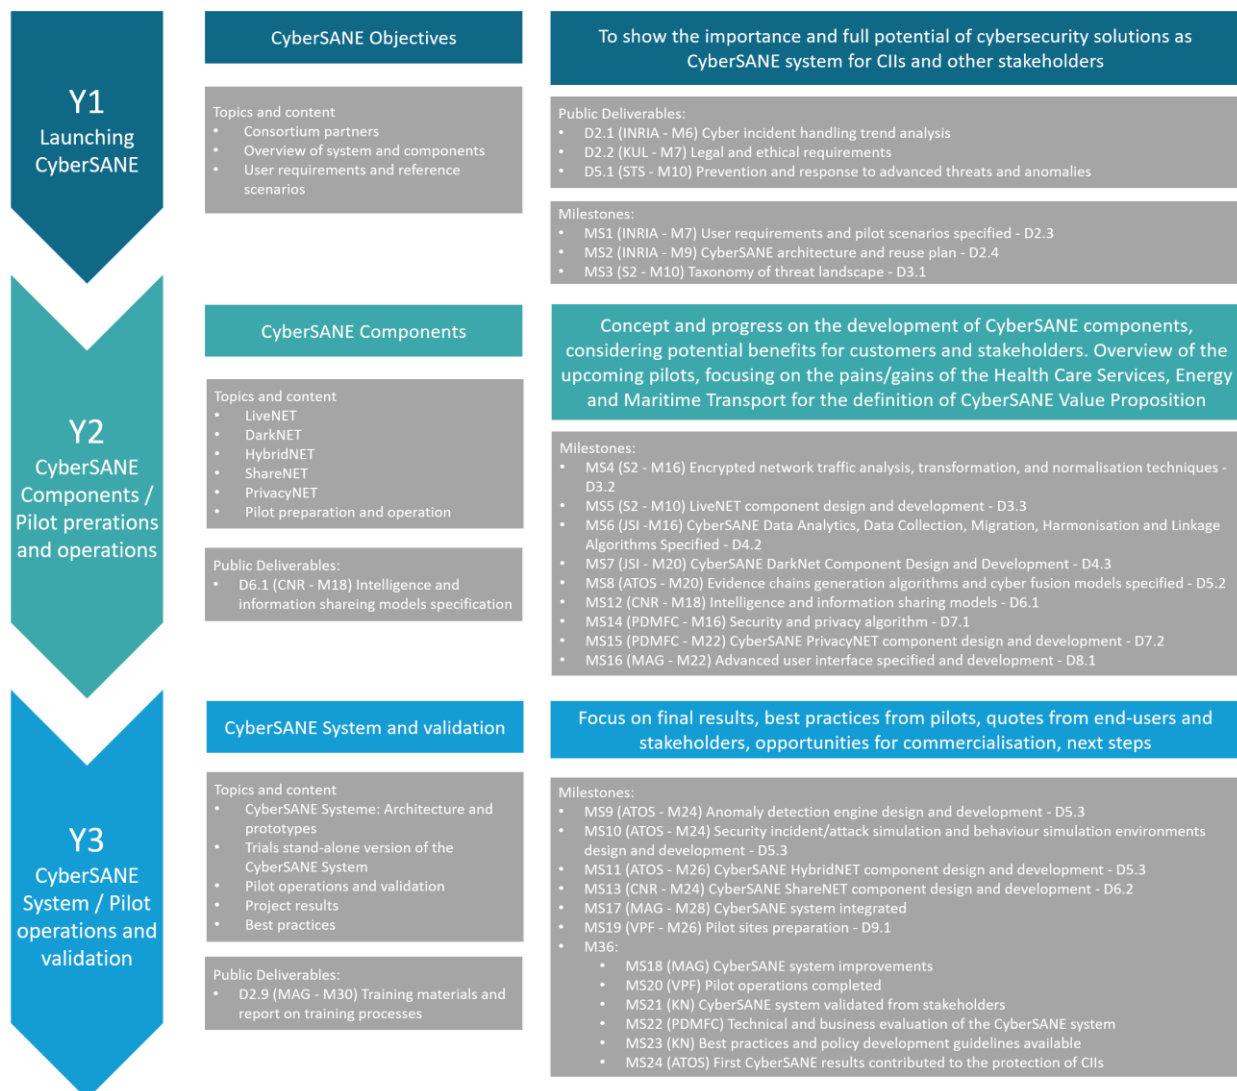 Y1
Launching
CyberSANE
CyberSANE Objectives
Topics and content
• Consortium partners
• Overview of system and components
• User requirements and reference
scenarios
To show the importance and full potential of cybersecurity solutions as
CyberSANE system for CIIs and other stakeholders
Public Deliverables:
• D2.1 (INRIA - M6) Cyber incident handling trend analysis
• D2.2 (KUL - M7) Legal and ethical requirements
• D5.1 (STS - M10) Prevention and response to advanced threats and anomalies
Milestones:
• MS1 (INRIA - M7) User requirements and pilot scenarios specified - D2.3
• MS2 (INRIA - M9) CyberSANE architecture and reuse plan - D2.4
• MS3 (S2 - M10) Taxonomy of threat landscape - D3.1
Y2
CyberSANE
Components /
Pilot prerations
and operations
CyberSANE Components
Topics and content
• LiveNET
• DarkNET
• HybridNET
• ShareNET
• PrivacyNET
• Pilot preparation and operation
Public Deliverables:
• D6.1 (CNR - M18) Intelligence and
information shareing models specification
Concept and progress on the development of CyberSANE components,
considering potential benefits for customers and stakeholders. Overview of the
upcoming pilots, focusing on the pains/gains of the Health Care Services, Energy
and Maritime Transport for the definition of CyberSANE Value Proposition
Milestones:
• MS4 (S2 - M16) Encrypted network traffic analysis, transformation, and normalisation techniques -
D3.2
• MS5 (S2 - M10) LiveNET component design and development - D3.3
• MS6 (JSI -M16) CyberSANE Data Analytics, Data Collection, Migration, Harmonisation and Linkage
Algorithms Specified - D4.2
• MS7 (JSI - M20) CyberSANE DarkNet Component Design and Development - D4.3
• MS8 (ATOS - M20) Evidence chains generation algorithms and cyber fusion models specified - D5.2
• MS12 (CNR - M18) Intelligence and information sharing models - D6.1
• MS14 (PDMFC - M16) Security and privacy algorithm - D7.1
• MS15 (PDMFC - M22) CyberSANE PrivacyNET component design and development - D7.2
• MS16 (MAG - M22) Advanced user interface specified and development - D8.1
Y3
CyberSANE
System / Pilot
operations and
validation
CyberSANE System and validation
Topics and content
• CyberSANE Systeme: Architecture and
prototypes
• Trials stand-alone version of the
CyberSANE System
• Pilot operations and validation
• Project results
• Best practices
Public Deliverables:
• D2.9 (MAG - M30) Training materials and
report on training processes
Focus on final results, best practices from pilots, quotes from end-users and
stakeholders, opportunities for commercialisation, next steps
Milestones:
• MS9 (ATOS - M24) Anomaly detection engine design and development - D5.3
• MS10 (ATOS - M24) Security incident/attack simulation and behaviour simulation environments
design and development - D5.3
• MS11 (ATOS - M26) CyberSANE HybridNET component design and development - D5.3
• MS13 (CNR - M24) CyberSANE ShareNET component design and development - D6.2
• MS17 (MAG - M28) CyberSANE system integrated
• MS19 (VPF - M26) Pilot sites preparation - D9.1
• M36:
• MS18 (MAG) CyberSANE system improvements
• MS20 (VPF) Pilot operations completed
• MS21 (KN) CyberSANE system validated from stakeholders
• MS22 (PDMFC) Technical and business evaluation of the CyberSANE system
• MS23 (KN) Best practices and policy development guidelines available
• MS24 (ATOS) First CyberSANE results contributed to the protection of CIIs